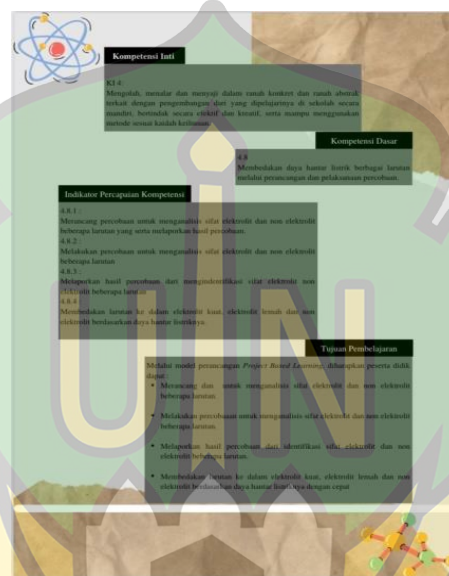 Kompetensi Inti
KI 4:
Mengolah, menalar dan menyaji dalam ranah konkret dan ranah abstrak
terkait dengan pengembangan dari yang dipelajarinya di sekolah secara
mandiri, bertindak secara efektif dan kreatif, serta mampu menggunakan
metode sesuai kaidah keilmuan.
Kompetensi Dasar
4.8
Membedakan daya hantar listrik berbagai larutan
melalui perancangan dan pelaksanaan percobaan.
Indikator Percapaian Kompetensi
4.8.1 :
Merancang percobaan untuk menganalisis sifat elektrolit dan non elektrolit
beberapa larutan yang serta melaporkan hasil percobaan.
4.8.2 :
Melakukan percobaan untuk menganalisis sifat elektrolit dan non elektrolit
beberapa larutan
4.8.3 :
Melaporkan hasil percobaan dari mengindentifikasi sifat elektrolit non
elektrolit beberapa larutan
4.8.4 :
Membedakan larutan ke dalam elektrolit kuat, elektrolit lemah dan non
elektrolit berdasarkan daya hantar listriknya.
Tujuan Pembelajaran
Melalui model perancangan Project Based Learning, diharapkan peserta didik
dapat :
• Merancang dan untuk menganalisis sifat elektrolit dan non elektrolit
beberapa larutan.
• Melakukan percobaan untuk menganalisis sifat elektrolit dan non elektrolit
beberapa larutan.
• Melaporkan hasil percobaan dari identifikasi sifat elektrolit dan non
elektrolit beberapa larutan.
• Membedakan larutan ke dalam elektrolit kuat, elektrolit lemah dan non
elektrolit berdasarkan daya hantar listriknya dengan cepat
UIN